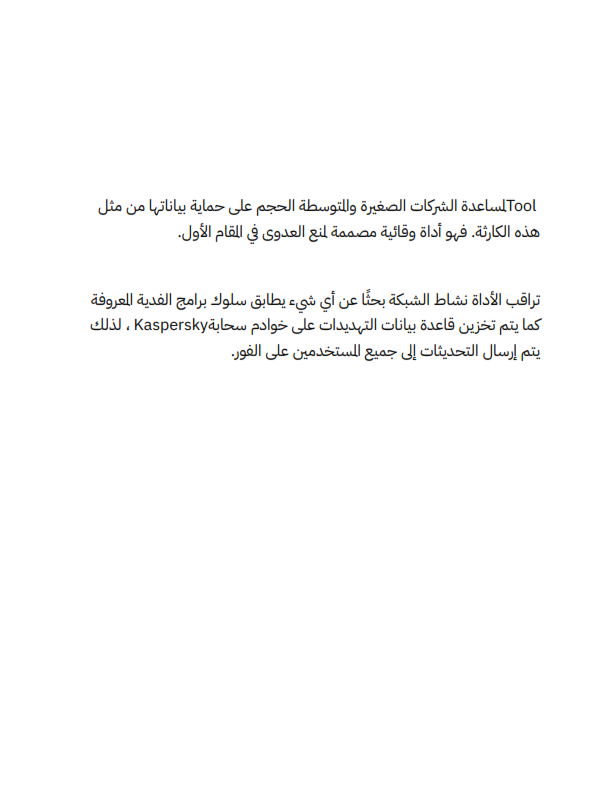 Toolلمساعدة الشركات الصغيرة والمتوسطة الحجم على حماية بياناتها من مثل
هذه الكارثة. فهو أداة وقائية مصممة لمنع العدوى في المقام الأول.
تراقب الأداة نشاط الشبكة بحثًا عن أي شيء يطابق سلوك برامج الفدية المعروفة
كما يتم تخزين قاعدة بيانات التهديدات على خوادم سحابةKaspersky ، لذلك
يتم إرسال التحديثات إلى جميع المستخدمين على الفور.